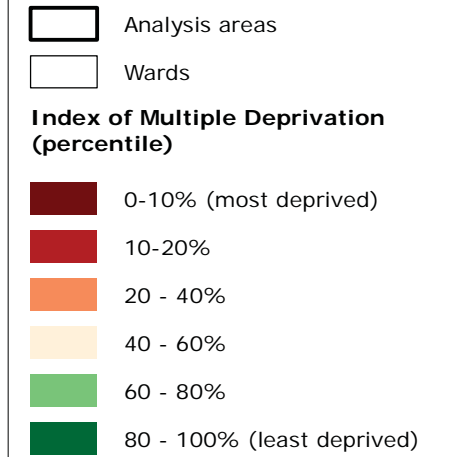 Analysis areas
Wards
Index of Multiple Deprivation
(percentile)
0-10% (most deprived)
10-20%
20 - 40%
40 - 60%
60 - 80%
80 - 100% (least deprived)